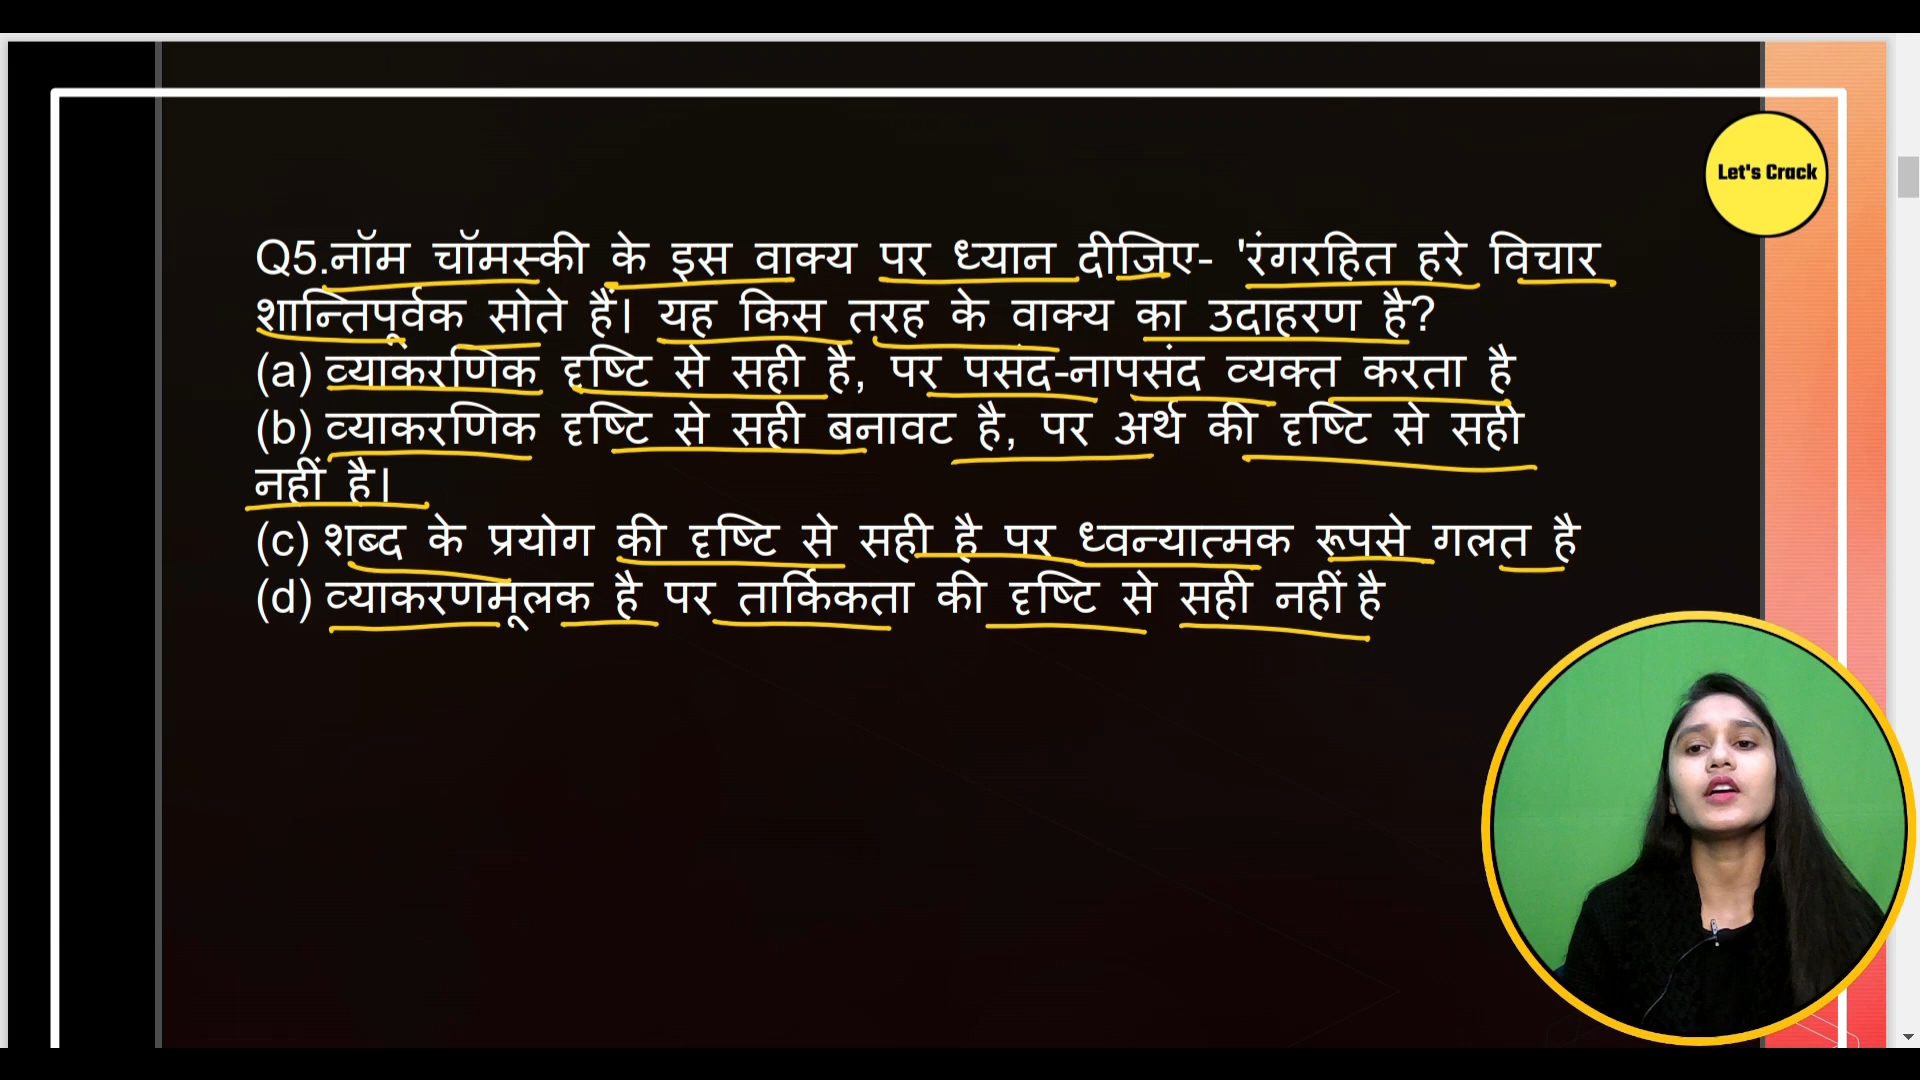 Let's Crack
Q5.नॉम चॉमस्की के इस वाक्य पर ध्यान दीजिए- 'रंगरहित हरे विचार
शान्तिपूर्वक सोते हैं। यह किस तरह के वाक्य का उदाहरण है?
(a) व्याकरणिक दृष्टि से सही है, पर पसंद-नापसंद व्यक्त करता है
(b) व्याकरणिक दृष्टि से सही बनावट है, पर अर्थ की दृष्टि से सही
नहीं है।
(c) शब्द के प्रयोग की दृष्टि से सही है पर ध्वन्यात्मक रूपसे गलत है
(d) व्याकरणमूलक है पर तार्किकता की दृष्टि से सही नहीं है